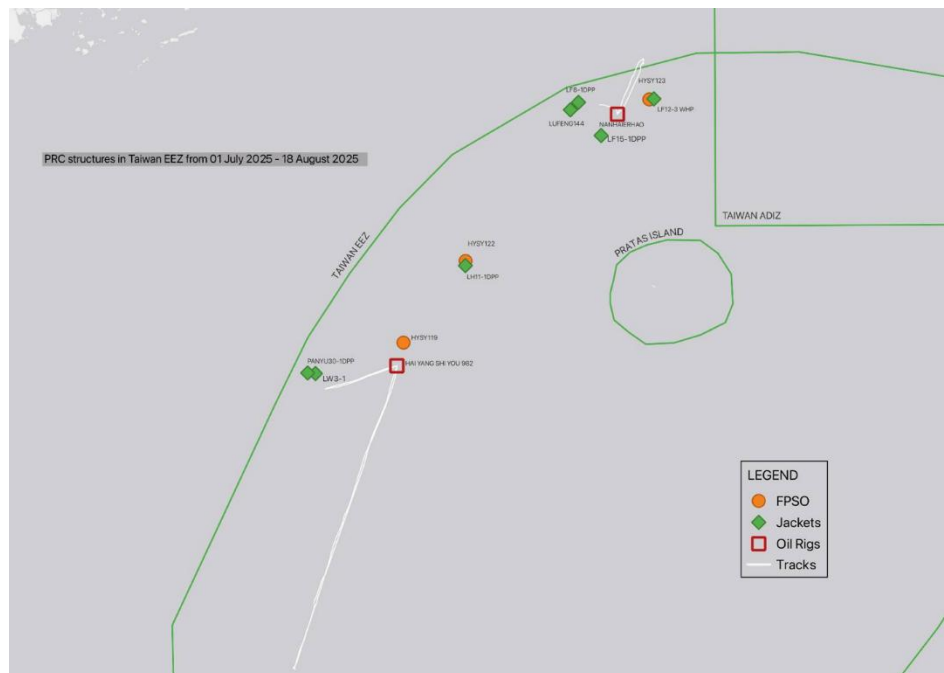 HYSY123
LF8-1DPP
LF12-3 WHP
LUFENG144
NANHAIERHAO
LF15-1DPP
PRC structures in Taiwan EEZ from 01 July 2025 - 18 August 2025
TAIWAN ADIZ
PRATAS ISLAND
TAIWAN EEZ
HYSY122
LH11-1DPP
HYSY119
PANYU30-1DPP
HAI YANG SHI YOU 982
LW3-1
LEGEND
FPSO
Jackets
Oil Rigs
Tracks